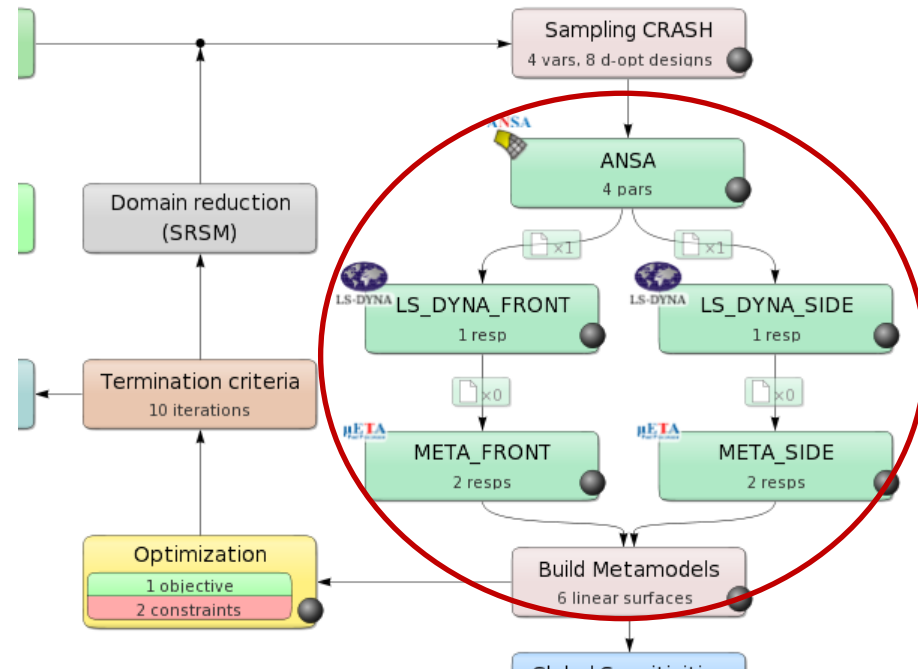 Sampling CRASH
4 vars, 8 d-opt designs
ANSA
ANSA
4 pars
Domain reduction
(SRSM)
×1
×1
LS-DYNA
LS_DYNA_FRONT
1 resp
LS-DYNA
LS_DYNA_SIDE
1 resp
Termination criteria
10 iterations
×0
×0
μETA
META_FRONT
2 resps
μETA
META_SIDE
2 resps
Optimization
1 objective
2 constraints
Build Metamodels
6 linear surfaces